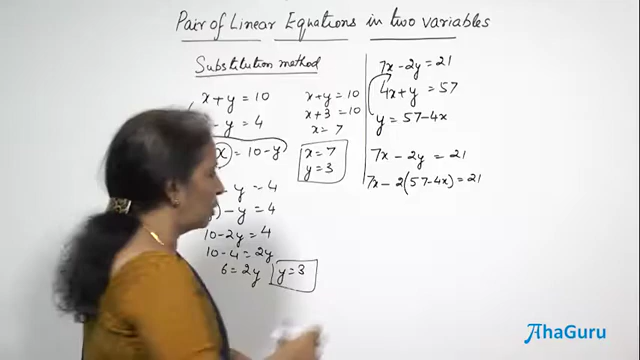 Pair of Linear Equations in two variables
Substitution method
x + y = 10
- y = 4
x = 10 - y
- y = 4
) - y = 4
10 - 2y = 4
10 - 4 = 2y
6 = 2y
y = 3
x + y = 10
x + 3 = 10
x = 7
x = 7
y = 3
7x - 2y = 21
4x + y = 57
y = 57 - 4x
7x - 2y = 21
7x - 2(57 - 4x) = 21
AhaGuru